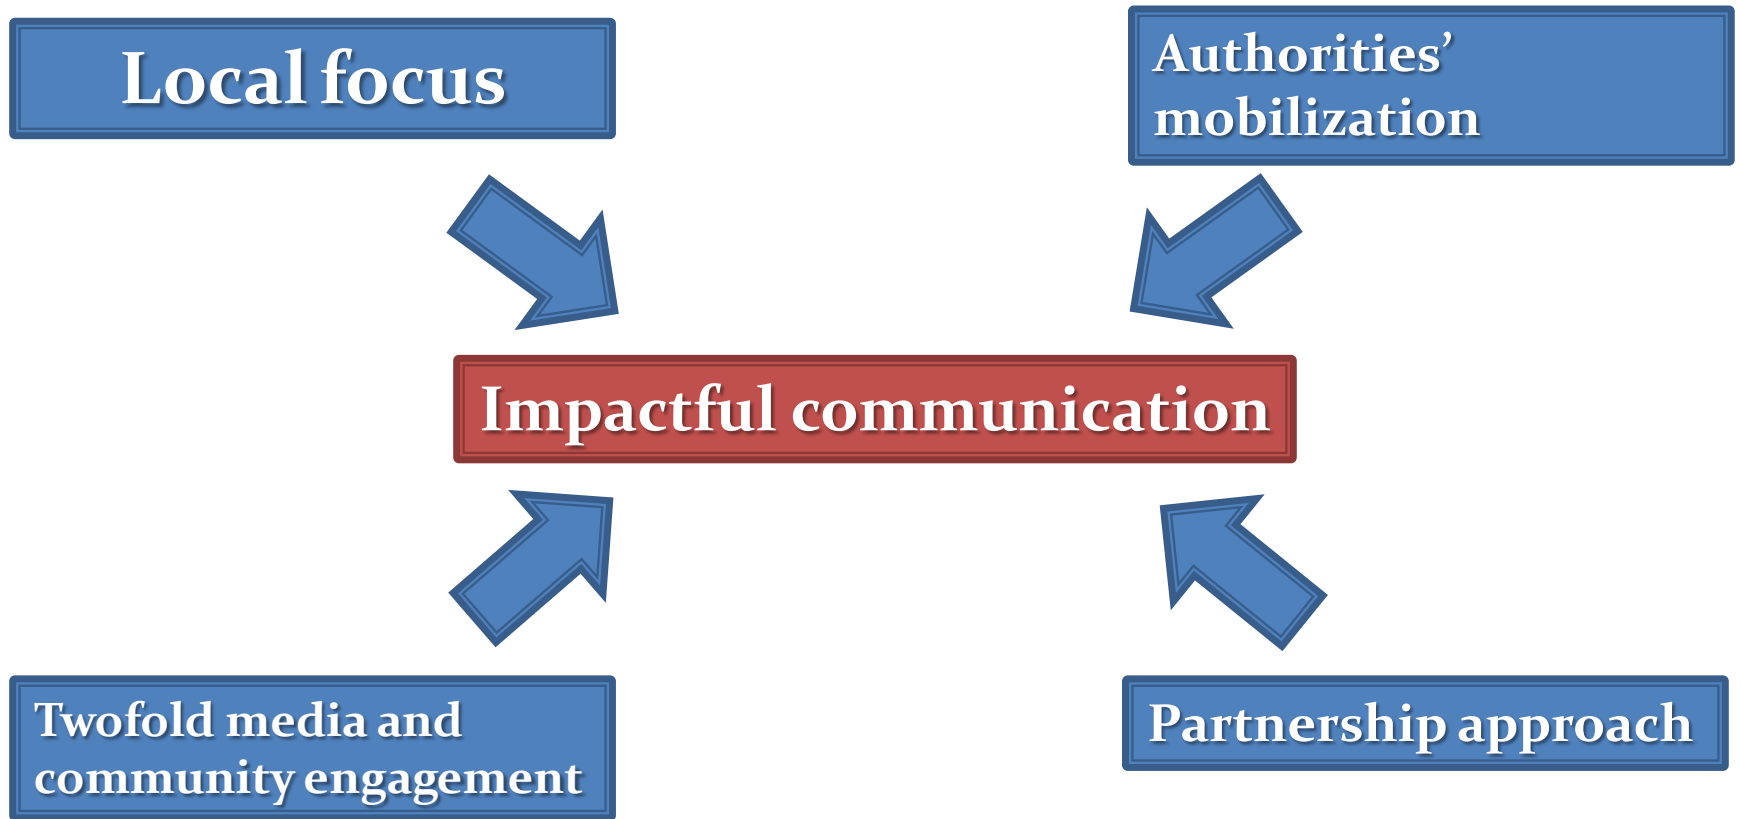 Local focus
Authorities’
mobilization
Impactful communication
Twofold media and
community engagement
Partnership approach